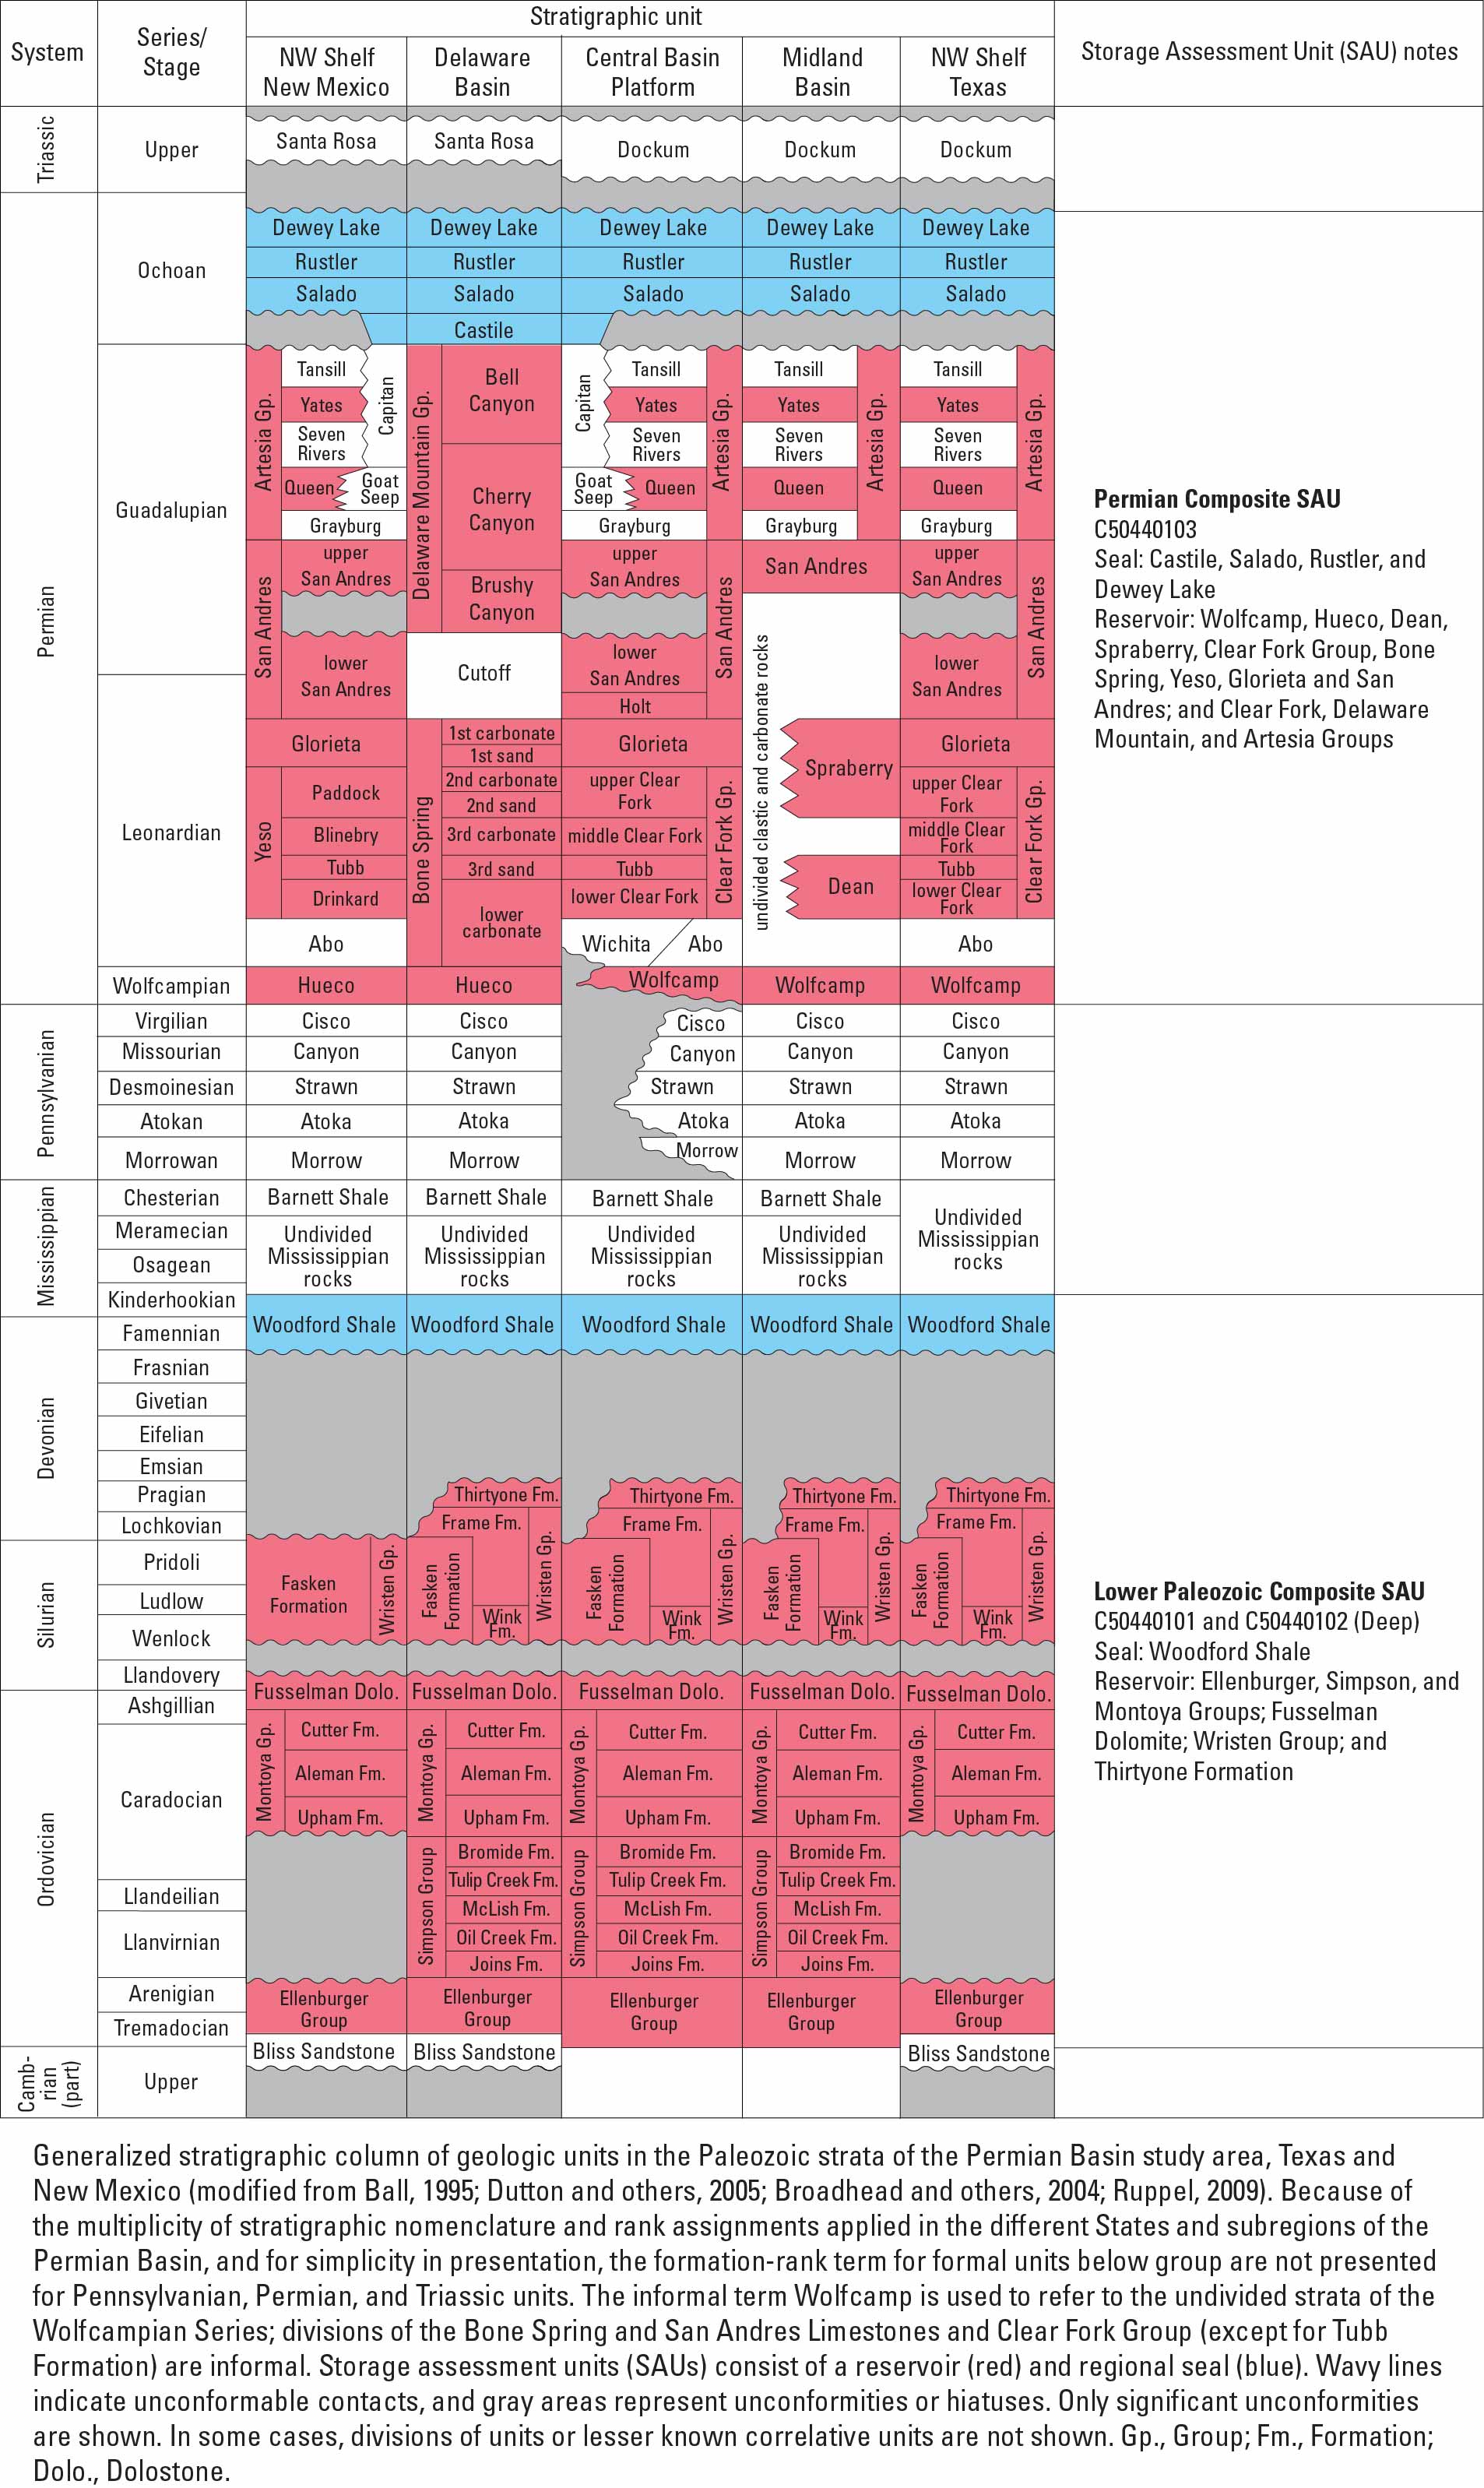 System
Series/
Stage
Stratigraphic unit
NW Shelf
New Mexico
Delaware
Basin
Central Basin
Platform
Midland
Basin
NW Shelf
Texas
Storage Assessment Unit (SAU) notes
Triassic
Upper
Santa Rosa
Santa Rosa
Dockum
Dockum
Dockum
Permian
Ochoan
Dewey Lake
Dewey Lake
Dewey Lake
Dewey Lake
Dewey Lake
Rustler
Rustler
Rustler
Rustler
Rustler
Salado
Salado
Salado
Salado
Salado
Castile
Guadalupian
Artesia Gp.
Tansill
Yates
Seven
Rivers
Queen
Capitan
Goat
Seep
Grayburg
San Andres
upper
San Andres
lower
San Andres
Delaware Mountain Gp.
Bell
Canyon
Cherry
Canyon
Brushy
Canyon
Cutoff
Capitan
Tansill
Yates
Seven
Rivers
Goat
Seep
Queen
Grayburg
Artesia Gp.
upper
San Andres
lower
San Andres
Holt
San Andres
Tansill
Yates
Seven
Rivers
Queen
Grayburg
Artesia Gp.
San Andres
undivided clastic and carbonate rocks
Tansill
Yates
Seven
Rivers
Queen
Grayburg
Artesia Gp.
upper
San Andres
lower
San Andres
San Andres
Permian Composite SAU
C50440103
Seal: Castile, Salado, Rustler, and
Dewey Lake
Reservoir: Wolfcamp, Hueco, Dean,
Spraberry, Clear Fork Group, Bone
Spring, Yeso, Glorieta and San
Andres; and Clear Fork, Delaware
Mountain, and Artesia Groups
Leonardian
Glorieta
Yeso
Paddock
Blinebry
Tubb
Drinkard
Abo
Bone Spring
1st carbonate
1st sand
2nd carbonate
2nd sand
3rd carbonate
3rd sand
lower
carbonate
Glorieta
upper Clear
Fork
middle Clear Fork
Tubb
lower Clear Fork
Clear Fork Gp.
Wichita
Abo
Spraberry
Dean
Glorieta
upper Clear
Fork
middle Clear
Fork
Tubb
lower Clear
Fork
Clear Fork Gp.
Abo
Wolfcampian
Hueco
Hueco
Wolfcamp
Wolfcamp
Wolfcamp
Pennsylvanian
Virgilian
Cisco
Cisco
Cisco
Cisco
Cisco
Missourian
Canyon
Canyon
Canyon
Canyon
Canyon
Desmoinesian
Strawn
Strawn
Strawn
Strawn
Strawn
Atokan
Atoka
Atoka
Atoka
Atoka
Atoka
Morrowan
Morrow
Morrow
Morrow
Morrow
Morrow
Mississippian
Chesterian
Barnett Shale
Barnett Shale
Barnett Shale
Barnett Shale
Meramecian
Osagean
Undivided
Mississippian
rocks
Undivided
Mississippian
rocks
Undivided
Mississippian
rocks
Undivided
Mississippian
rocks
Undivided
Mississippian
rocks
Kinderhookian
Devonian
Famennian
Woodford Shale
Woodford Shale
Woodford Shale
Woodford Shale
Woodford Shale
Frasnian
Givetian
Eifelian
Emsian
Pragian
Lochkovian
Thirtyone Fm.
Thirtyone Fm.
Thirtyone Fm.
Thirtyone Fm.
Frame Fm.
Frame Fm.
Frame Fm.
Frame Fm.
Silurian
Pridoli
Ludlow
Wenlock
Llandovery
Fasken
Formation
Wristen Gp.
Fasken
Formation
Wink
Fm.
Wristen Gp.
Fasken
Formation
Wink
Fm.
Wristen Gp.
Fasken
Formation
Wink
Fm.
Wristen Gp.
Fasken
Formation
Wink
Fm.
Wristen Gp.
Lower Paleozoic Composite SAU
C50440101 and C50440102 (Deep)
Seal: Woodford Shale
Reservoir: Ellenburger, Simpson, and
Montoya Groups; Fusselman
Dolomite; Wristen Group; and
Thirtyone Formation
Fusselman Dolo.
Fusselman Dolo.
Fusselman Dolo.
Fusselman Dolo.
Fusselman Dolo.
Ordovician
Ashgillian
Caradocian
Llandeilian
Llanvirnian
Arenigian
Tremadocian
Montoya Gp.
Cutter Fm.
Aleman Fm.
Upham Fm.
Montoya Gp.
Cutter Fm.
Aleman Fm.
Upham Fm.
Montoya Gp.
Cutter Fm.
Aleman Fm.
Upham Fm.
Montoya Gp.
Cutter Fm.
Aleman Fm.
Upham Fm.
Montoya Gp.
Cutter Fm.
Aleman Fm.
Upham Fm.
Simpson Group
Bromide Fm.
Tulip Creek Fm.
McLish Fm.
Oil Creek Fm.
Joins Fm.
Simpson Group
Bromide Fm.
Tulip Creek Fm.
McLish Fm.
Oil Creek Fm.
Joins Fm.
Simpson Group
Bromide Fm.
Tulip Creek Fm.
McLish Fm.
Oil Creek Fm.
Joins Fm.
Ellenburger
Group
Ellenburger
Group
Ellenburger
Group
Ellenburger
Group
Ellenburger
Group
Bliss Sandstone
Bliss Sandstone
Bliss Sandstone
Camb-
rian
(part)
Upper
Generalized stratigraphic column of geologic units in the Paleozoic strata of the Permian Basin study area, Texas and
New Mexico (modified from Ball, 1995; Dutton and others, 2005; Broadhead and others, 2004; Ruppel, 2009). Because of
the multiplicity of stratigraphic nomenclature and rank assignments applied in the different States and subregions of the
Permian Basin, and for simplicity in presentation, the formation-rank term for formal units below group are not presented
for Pennsylvanian, Permian, and Triassic units. The informal term Wolfcamp is used to refer to the undivided strata of the
Wolfcampian Series; divisions of the Bone Spring and San Andres Limestones and Clear Fork Group (except for Tubb
Formation) are informal. Storage assessment units (SAUs) consist of a reservoir (red) and regional seal (blue). Wavy lines
indicate unconformable contacts, and gray areas represent unconformities or hiatuses. Only significant unconformities
are shown. In some cases, divisions of units or lesser known correlative units are not shown. Gp., Group; Fm., Formation;
Dolo., Dolostone.